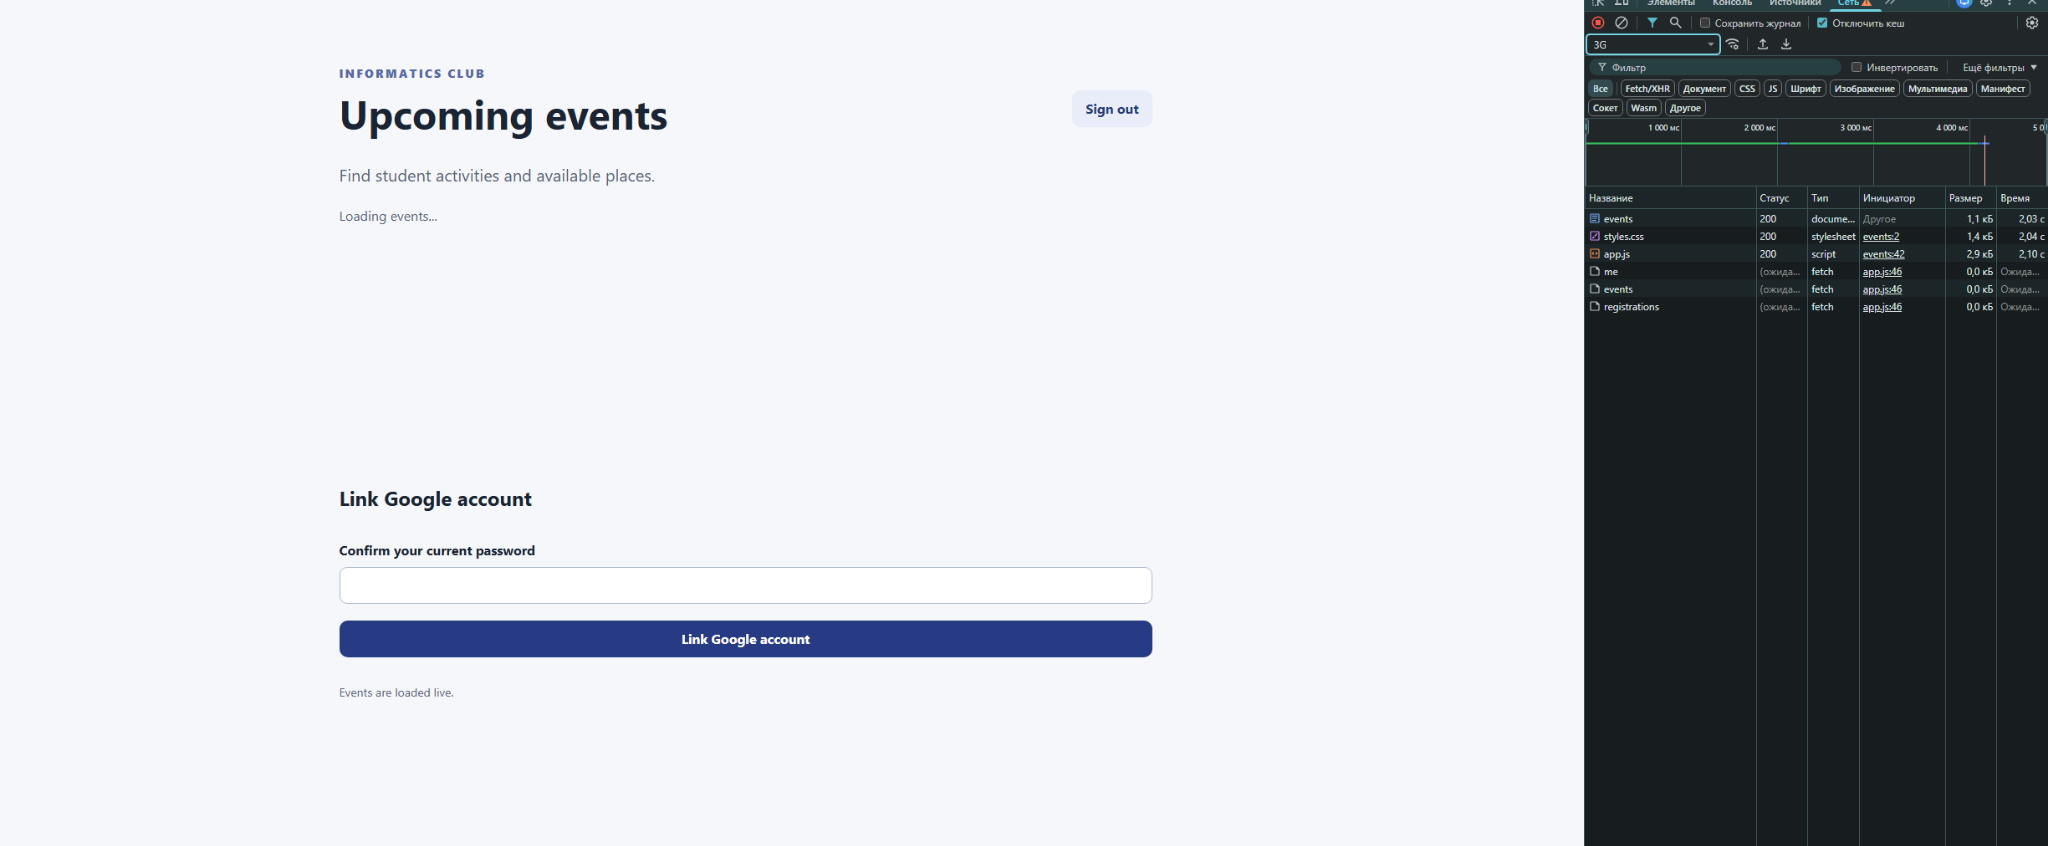 INFORMATICS CLUB
Upcoming events
Sign out
Find student activities and available places.
Loading events...
Link Google account
Confirm your current password
Link Google account
Events are loaded live.
Элементы Консоль Источники Сеть
Сохранить журнал Отключить кеш
3G
Фильтр Инвертировать Ещё фильтры
Все Fetch/XHR Документ CSS JS Шрифт Изображение Мультимедиа Манифест
Сокет Wasm Другое
1 000 мс 2 000 мс 3 000 мс 4 000 мс 5 0
Название Статус Тип Инициатор Размер Время
events 200 docume... Другое 1,1 кБ 2,03 с
styles.css 200 stylesheet events:2 1,4 кБ 2,04 с
app.js 200 script events:42 2,9 кБ 2,10 с
me (ожида... fetch app.js:46 0,0 кБ Ожида...
events (ожида... fetch app.js:46 0,0 кБ Ожида...
registrations (ожида... fetch app.js:46 0,0 кБ Ожида...